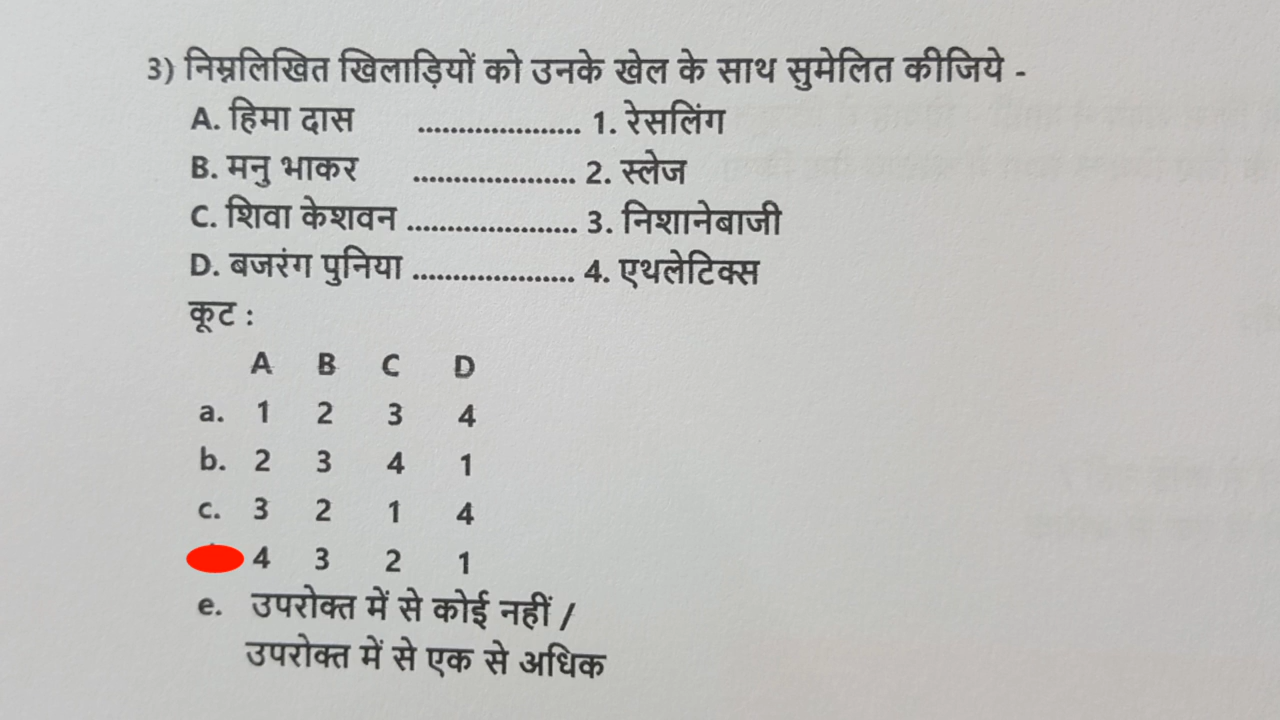 3) निम्नलिखित खिलाड़ियों को उनके खेल के साथ सुमेलित कीजिये -
A. हिमा दास ..................... 1. रेसलिंग
B. मनु भाकर ..................... 2. स्लेज
C. शिवा केशवन ..................... 3. निशानेबाजी
D. बजरंग पुनिया ..................... 4. एथलेटिक्स
कूट :
A B C D
a. 1 2 3 4
b. 2 3 4 1
c. 3 2 1 4
4 3 2 1
e. उपरोक्त में से कोई नहीं /
उपरोक्त में से एक से अधिक